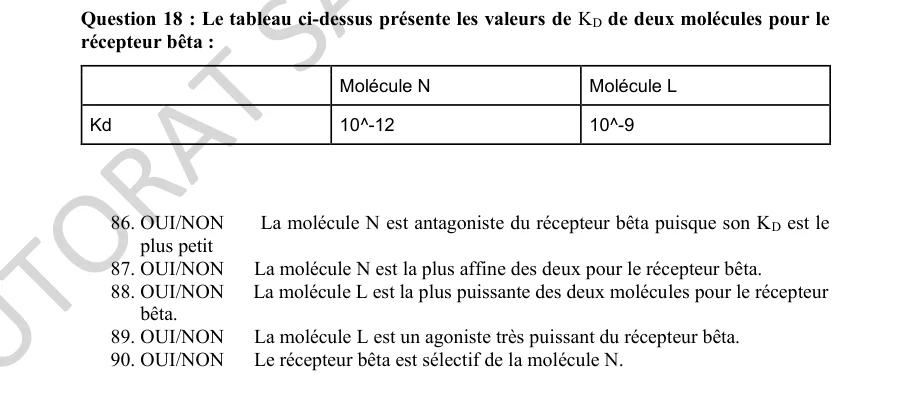 Question 18 : Le tableau ci-dessus présente les valeurs de KD de deux molécules pour le
récepteur bêta :
Molécule N Molécule L
Kd 10^-12 10^-9
86. OUI/NON La molécule N est antagoniste du récepteur bêta puisque son KD est le
plus petit
87. OUI/NON La molécule N est la plus affine des deux pour le récepteur bêta.
88. OUI/NON La molécule L est la plus puissante des deux molécules pour le récepteur
bêta.
89. OUI/NON La molécule L est un agoniste très puissant du récepteur bêta.
90. OUI/NON Le récepteur bêta est sélectif de la molécule N.
UTORAT SA